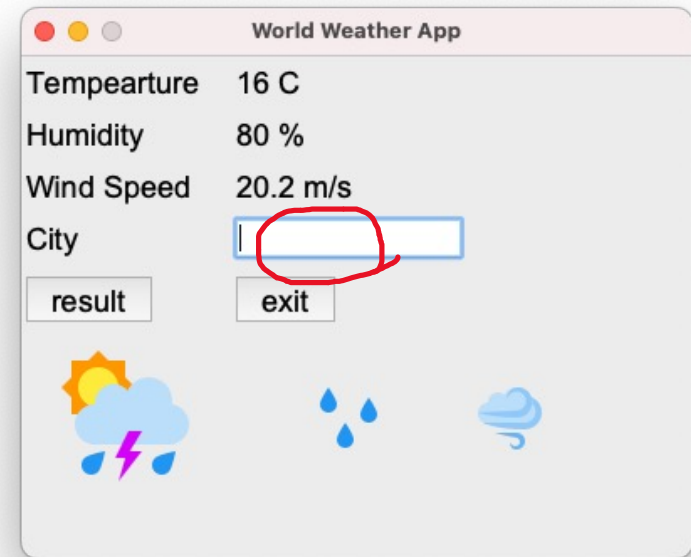 World Weather App
Tempearture 16 C
Humidity 80 %
Wind Speed 20.2 m/s
City
result exit